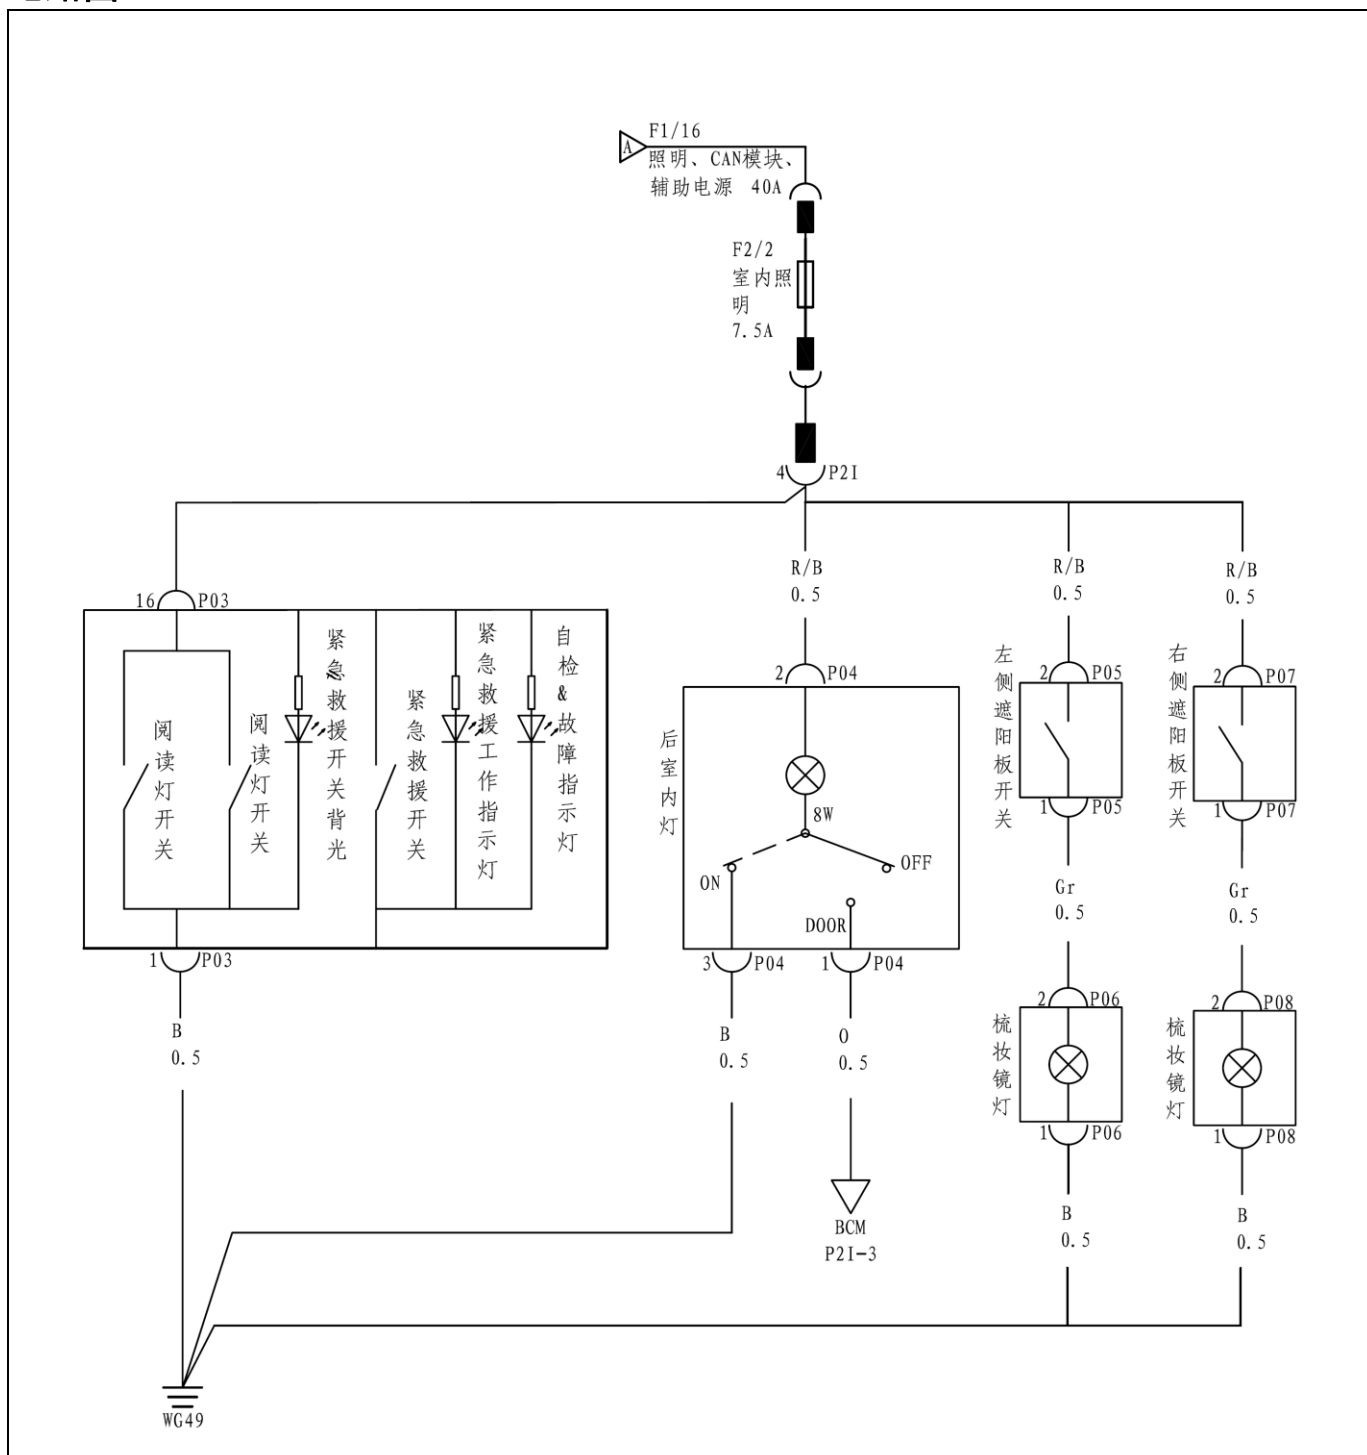 F1/16
A
照明、CAN模块、
辅助电源 40A
F2/2
室内照
明
7.5A
4 P2I
R/B
0.5
R/B
0.5
R/B
0.5
16 P03
阅读灯开关
阅读灯开关
紧急救援开关背光
紧急救援开关
紧急救援工作指示灯
自检&故障指示灯
1 P03
B
0.5
后室内灯
2 P04
8W
ON
OFF
DOOR
3 P04
1 P04
B
0.5
O
0.5
BCM
P2I-3
左侧遮阳板开关
2 P05
1 P05
Gr
0.5
梳妆镜灯
2 P06
1 P06
B
0.5
右侧遮阳板开关
2 P07
1 P07
Gr
0.5
梳妆镜灯
2 P08
1 P08
B
0.5
WG49